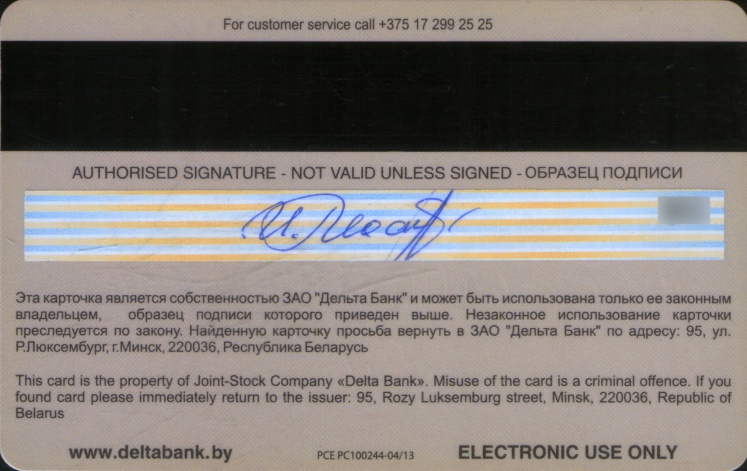 For customer service call +375 17 299 25 25
AUTHORISED SIGNATURE - NOT VALID UNLESS SIGNED - ОБРАЗЕЦ ПОДПИСИ
Эта карточка является собственностью ЗАО "Дельта Банк" и может быть использована только ее законным
владельцем, образец подписи которого приведен выше. Незаконное использование карточки
преследуется по закону. Найденную карточку просьба вернуть в ЗАО "Дельта Банк" по адресу: 95, ул.
Р.Люксембург, г.Минск, 220036, Республика Беларусь
This card is the property of Joint-Stock Company «Delta Bank». Misuse of the card is a criminal offence. If you
found card please immediately return to the issuer: 95, Rozy Luksemburg street, Minsk, 220036, Republic of
Belarus
www.deltabank.by PCE PC100244-04/13 ELECTRONIC USE ONLY